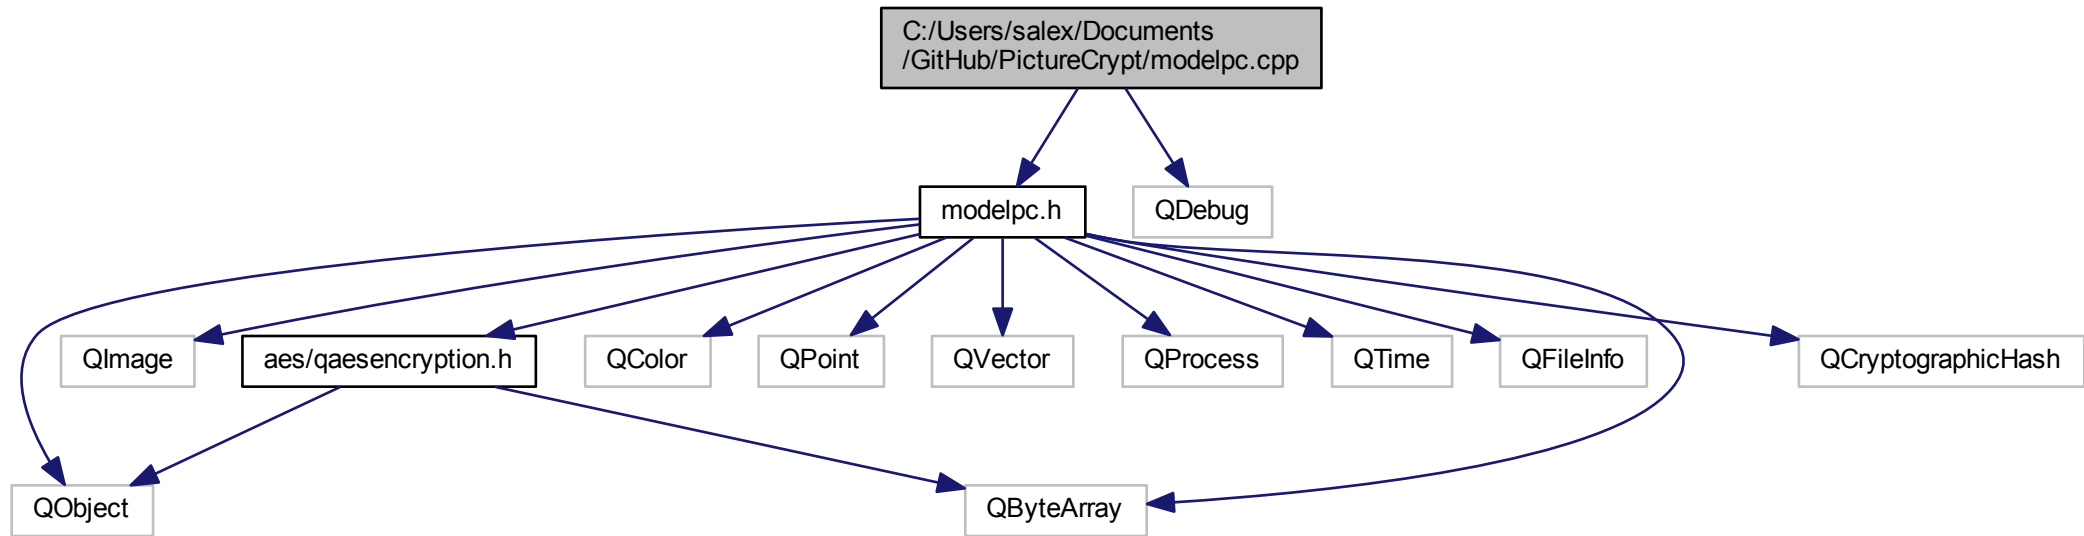 C:/Users/salex/Documents
/GitHub/PictureCrypt/modelpc.cpp
modelpc.h
QDebug
QImage
aes/qaesencryption.h
QColor
QPoint
QVector
QProcess
QTime
QFileInfo
QCryptographicHash
QObject
QByteArray